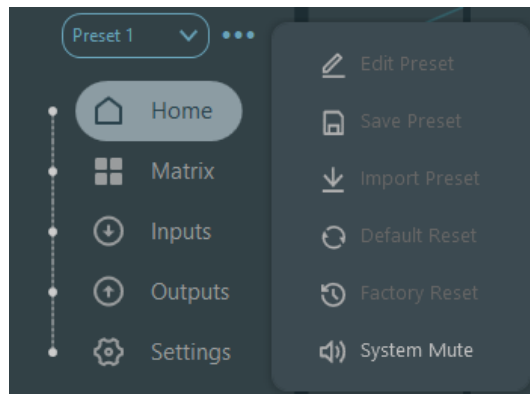 Preset 1
Home
Matrix
Inputs
Outputs
Settings
Edit Preset
Save Preset
Import Preset
Default Reset
Factory Reset
System Mute